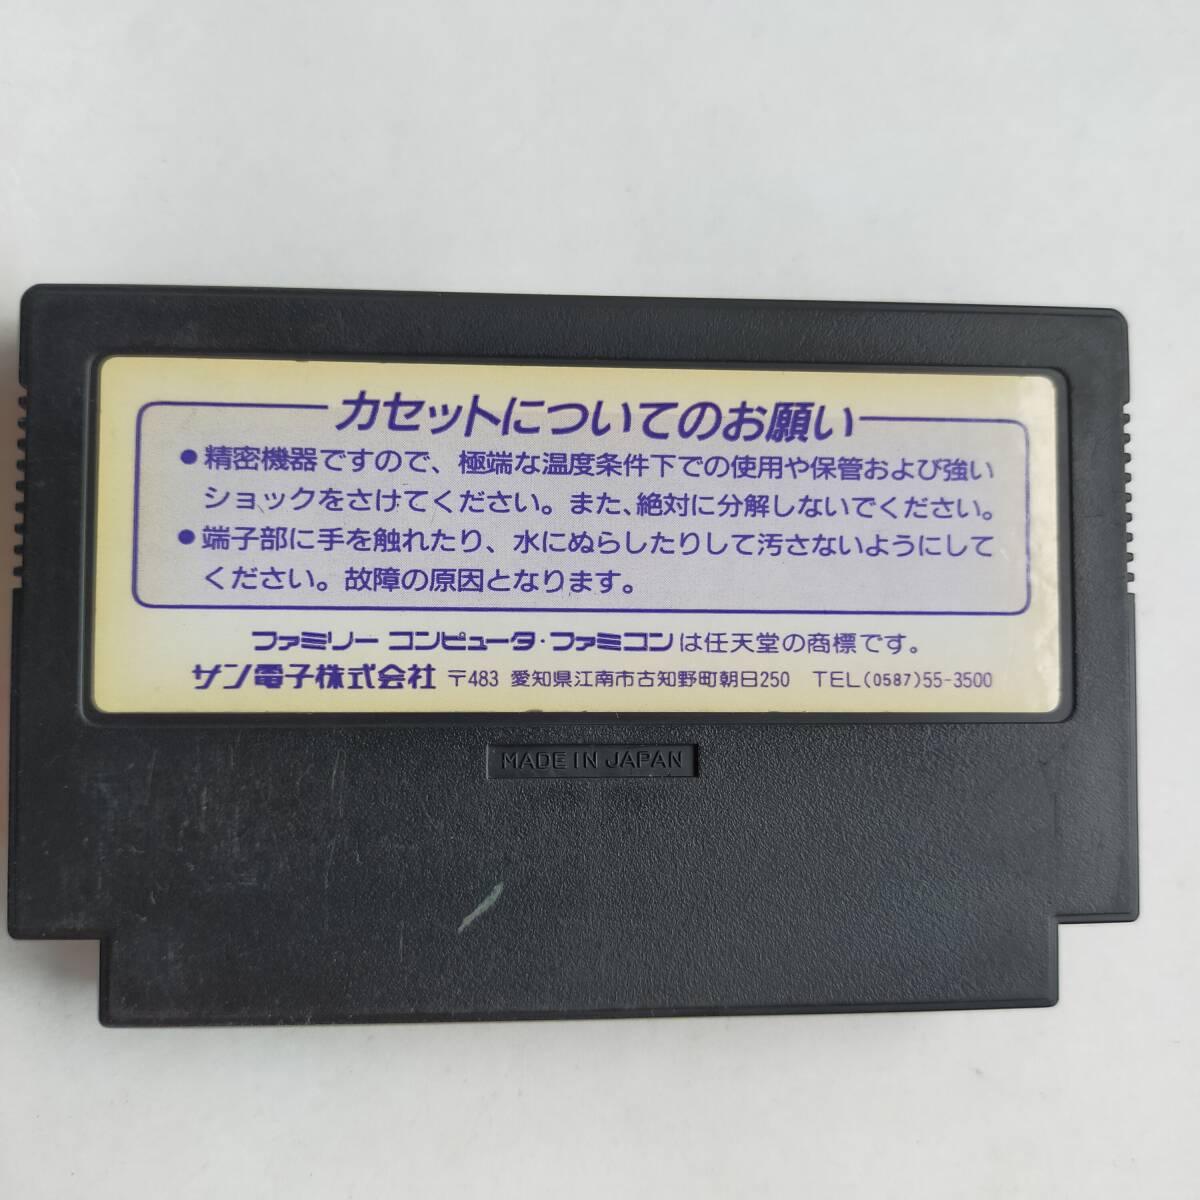 カセットについてのお願い
●精密機器ですので、極端な温度条件下での使用や保管および強い
ショックをさけてください。また、絶対に分解しないでください。
●端子部に手を触れたり、水にぬらしたりして汚さないようにして
ください。故障の原因となります。
ファミリー コンピュータ・ファミコンは任天堂の商標です。
サン電子株式会社 〒483 愛知県江南市古知野町朝日250 TEL(0587)55-3500
MADE IN JAPAN